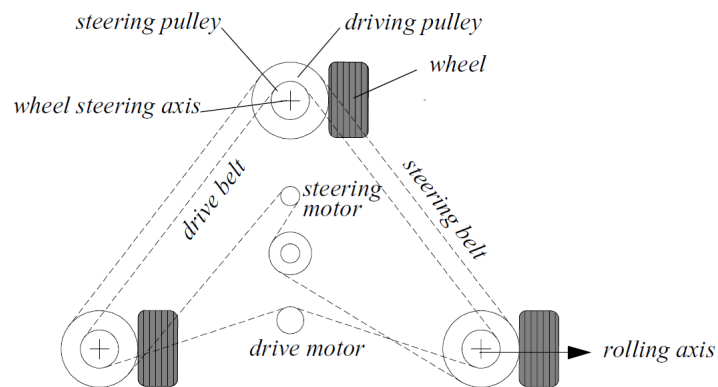 steering pulley
driving pulley
wheel
wheel steering axis
drive belt
steering
motor
steering belt
drive motor
rolling axis